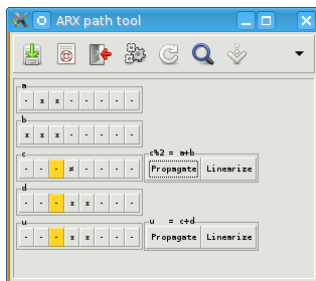 ARX path tool
a
- x x - - - - -
b
x x x - - - - -
c
- - - ≠ - - - -
c%2 = a+b
Propagate Linearize
d
- - - x x - - -
u
- - - x x - - -
u = c+d
Propagate Linearize